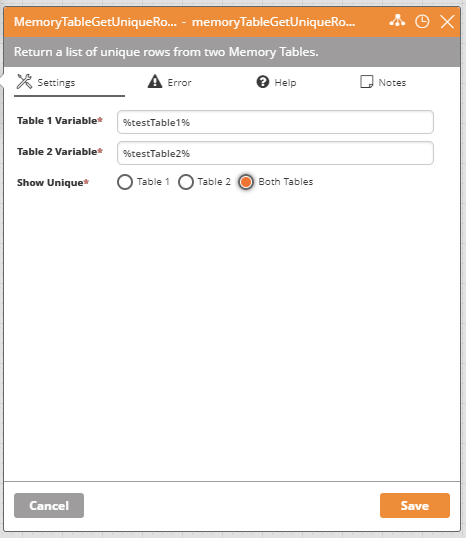 MemoryTableGetUniqueRo... - memoryTableGetUniqueRo...
Return a list of unique rows from two Memory Tables.
Settings Error Help Notes
Table 1 Variable* %testTable1%
Table 2 Variable* %testTable2%
Show Unique* Table 1 Table 2 Both Tables
Cancel Save